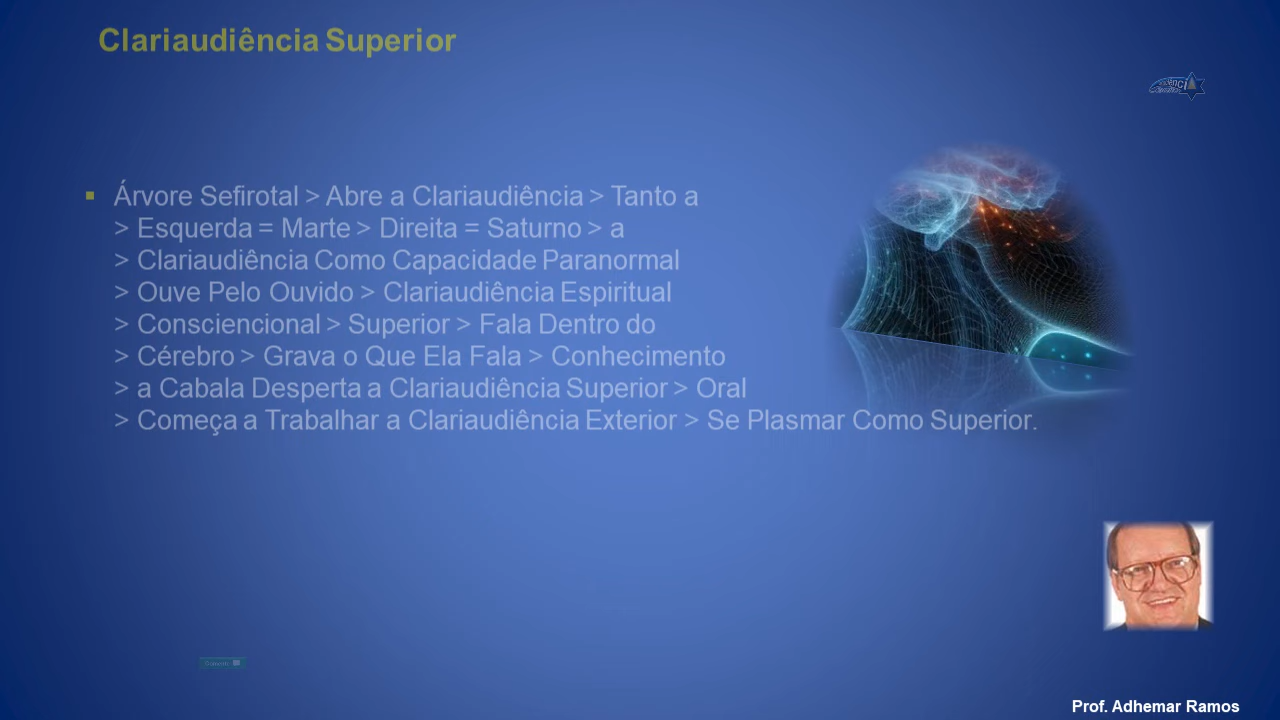 Clariaudiência Superior
Árvore Sefirotal > Abre a Clariaudiência > Tanto a
> Esquerda = Marte > Direita = Saturno > a
> Clariaudiência Como Capacidade Paranormal
> Ouve Pelo Ouvido > Clariaudiência Espiritual
> Consciencional > Superior > Fala Dentro do
> Cérebro > Grava o Que Ela Fala > Conhecimento
> a Cabala Desperta a Clariaudiência Superior > Oral
> Começa a Trabalhar a Clariaudiência Exterior > Se Plasmar Como Superior.
Prof. Adhemar Ramos